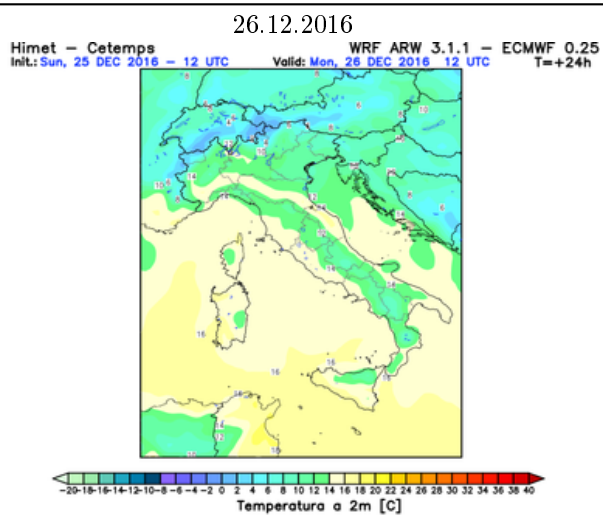 26.12.2016
Himet - Cetemps WRF ARW 3.1.1 - ECMWF 0.25
Init.: Sun, 25 DEC 2016 - 12 UTC Valid: Mon, 26 DEC 2016 12 UTC T=+24h
-20-18-16-14-12-10-8 -6 -4 -2 0 2 4 6 8 10 12 14 16 18 20 22 24 26 28 30 32 34 36 38 40
Temperatura a 2m [C]